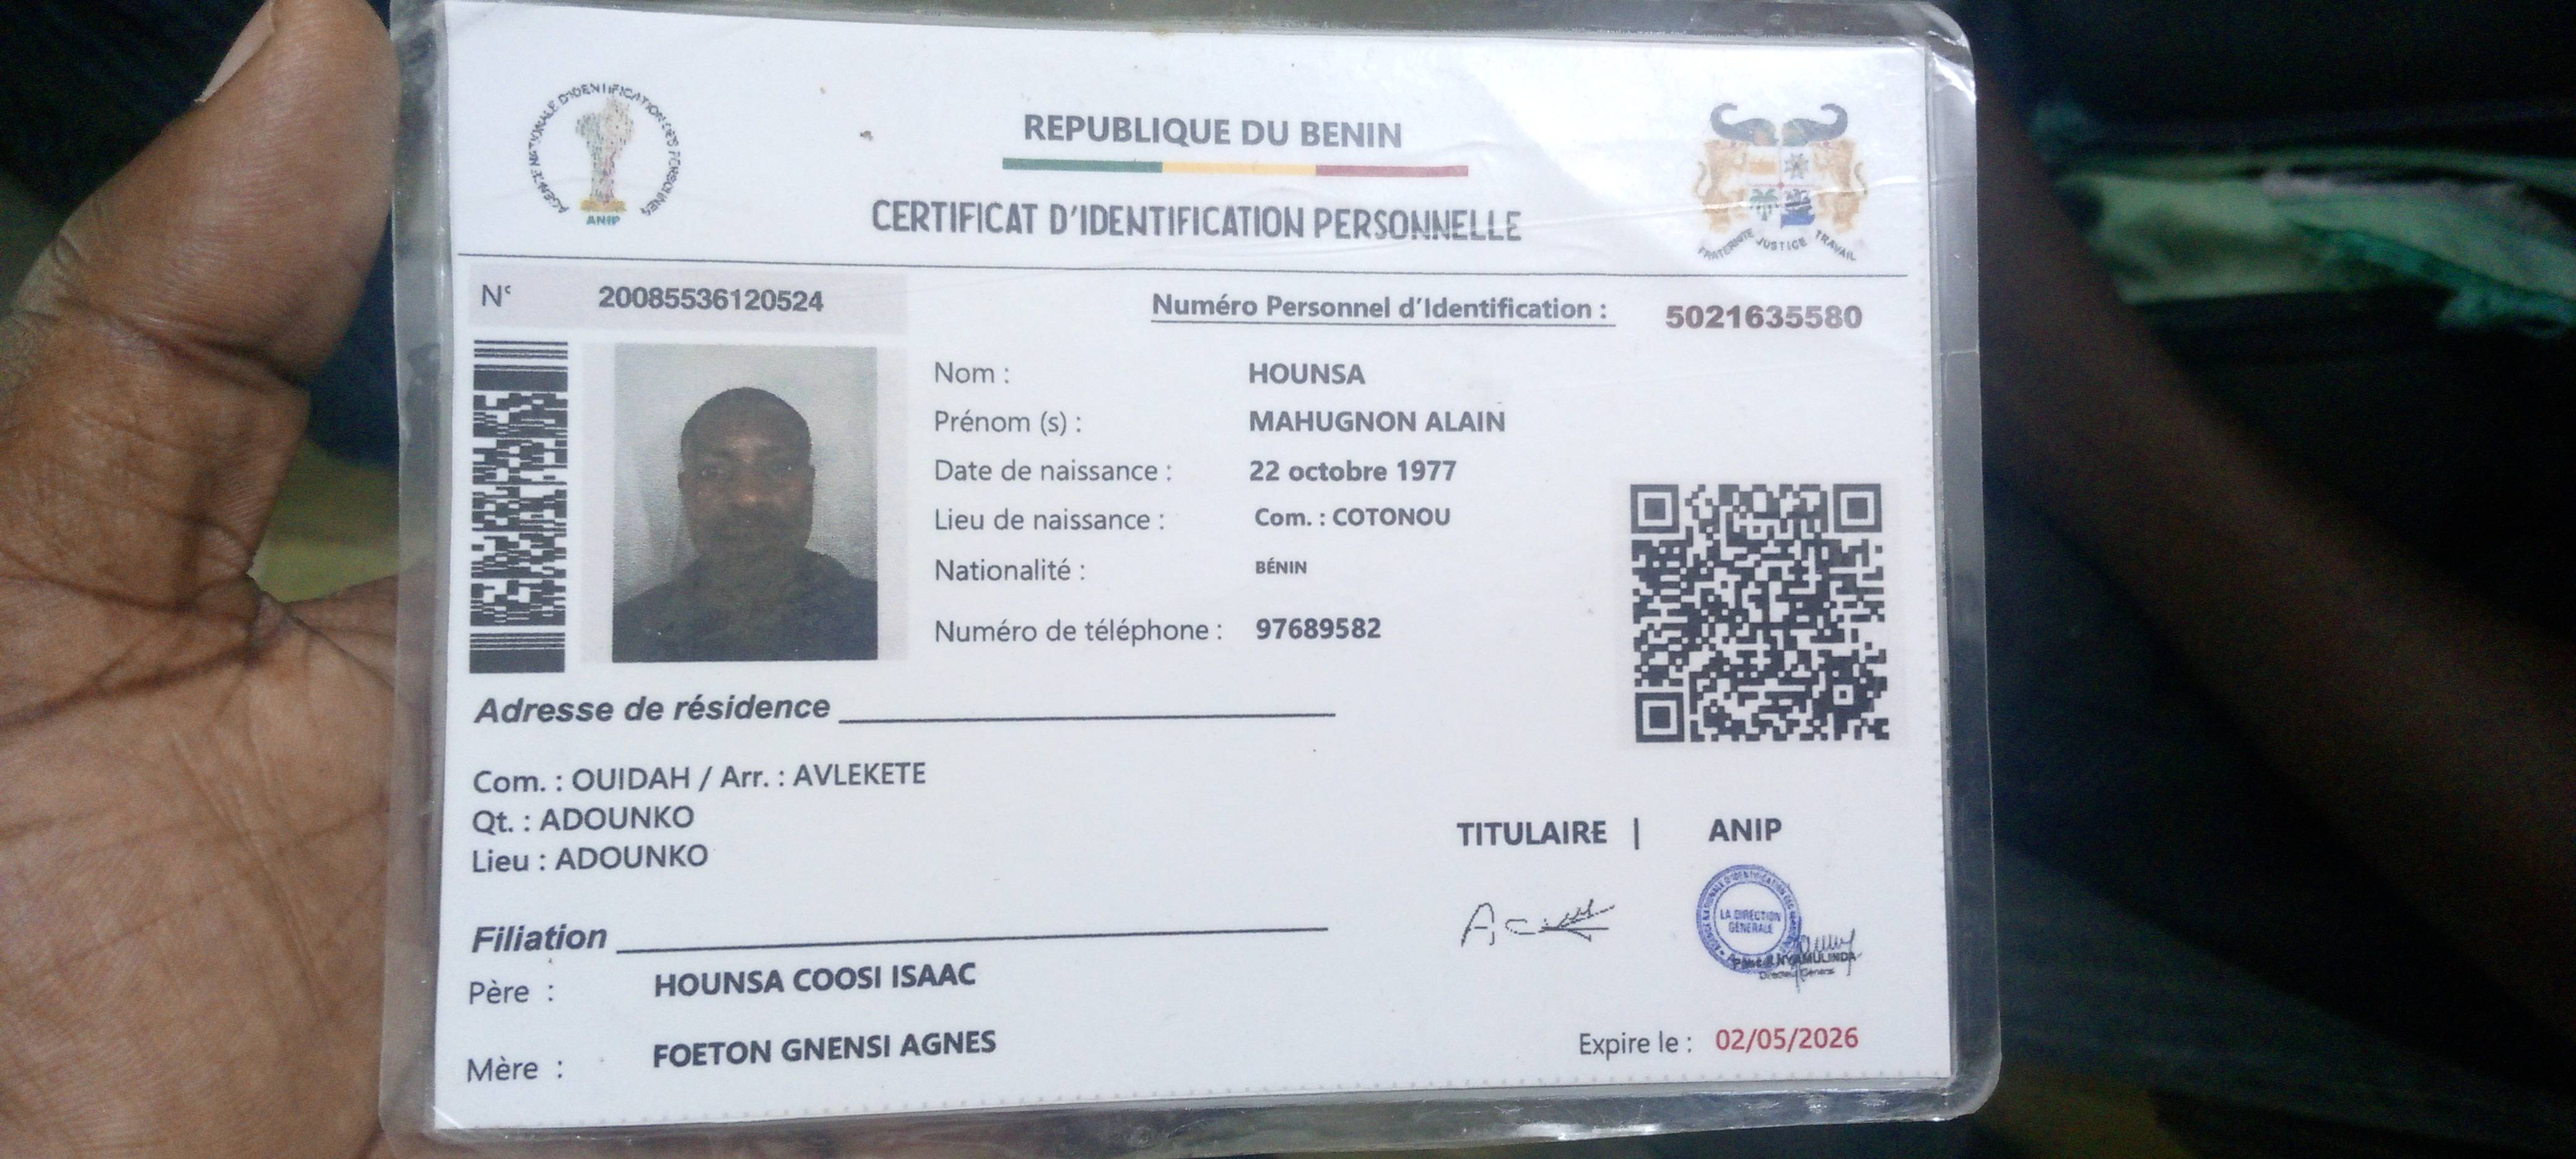 AGENCE NATIONALE D'IDENTIFICATION DES PERSONNES
ANIP
REPUBLIQUE DU BENIN
CERTIFICAT D'IDENTIFICATION PERSONNELLE
FRATERNITE JUSTICE TRAVAIL
N° 20085536120524
Numéro Personnel d'Identification : 5021635580
Nom : HOUNSA
Prénom (s) : MAHUGNON ALAIN
Date de naissance : 22 octobre 1977
Lieu de naissance : Com. : COTONOU
Nationalité : BÉNIN
Numéro de téléphone : 97689582
Adresse de résidence
Com. : OUIDAH / Arr. : AVLEKETE
Qt. : ADOUNKO
Lieu : ADOUNKO
TITULAIRE | ANIP
LA DIRECTION
GÉNÉRALE
Filiation
Père : HOUNSA COOSI ISAAC
Mère : FOETON GNENSI AGNES
Expire le : 02/05/2026